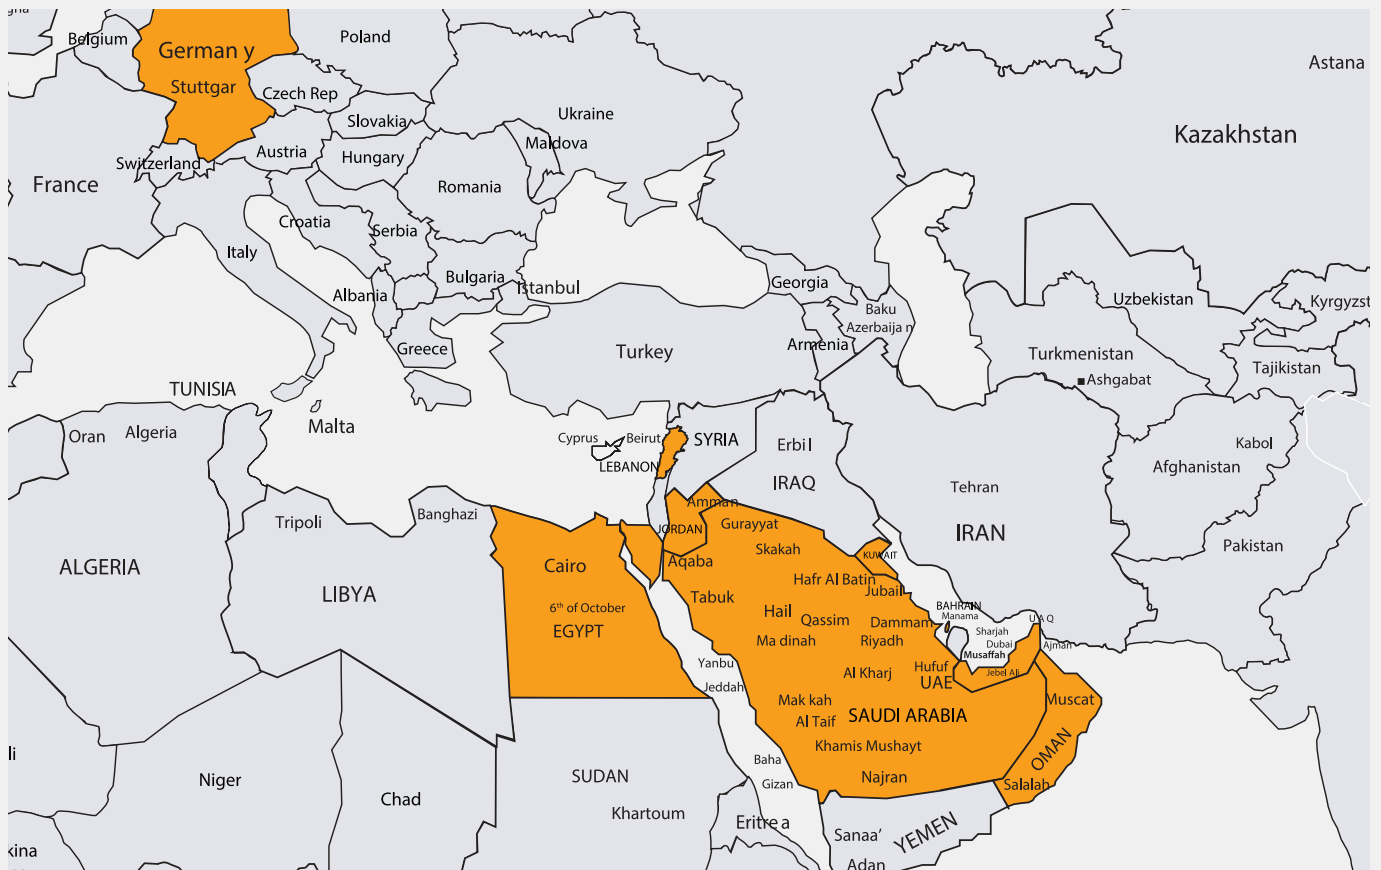 Belgium
German y
Poland
Stuttgar
Czech Rep
Astana
Slovakia
Ukraine
Kazakhstan
Austria
Hungary
Maldova
Switzerland
France
Romania
Croatia
Serbia
Italy
Bulgaria
Istanbul
Georgia
Albania
Uzbekistan
Kyrgyzst
Baku
Azerbaija n
Greece
Turkey
Armenia
Turkmenistan
Ashgabat
Tajikistan
TUNISIA
Malta
Oran
Algeria
Cyprus
Beirut
SYRIA
Erbil
Kabol
LEBANON
Afghanistan
IRAQ
Tehran
Amman
Tripoli
Banghazi
JORDAN
Gurayyat
IRAN
Skakah
KUWAIT
Pakistan
ALGERIA
Cairo
Aqaba
Hafr Al Batin
Jubail
LIBYA
Tabuk
6th of October
EGYPT
Hail
Qassim
Dammam
BAHRAIN
Manama
U A Q
Ma dinah
Riyadh
Sharjah
Dubai
Ajman
Musaffah
Yanbu
Al Kharj
Hufuf
UAE
Jebel Ali
Jeddah
Mak kah
Muscat
Al Taif
SAUDI ARABIA
Khamis Mushayt
OMAN
li
Niger
Chad
SUDAN
Baha
Gizan
Najran
Salalah
Khartoum
Eritre a
Sanaa'
YEMEN
kina
Adan